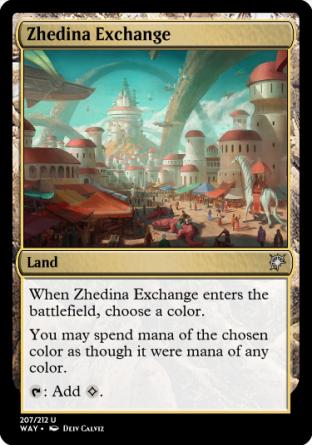 Zhedina Exchange
Land
When Zhedina Exchange enters the
battlefield, choose a color.
You may spend mana of the chosen
color as though it were mana of any
color.
: Add .
207/212 U
WAY • Deiv Calviz